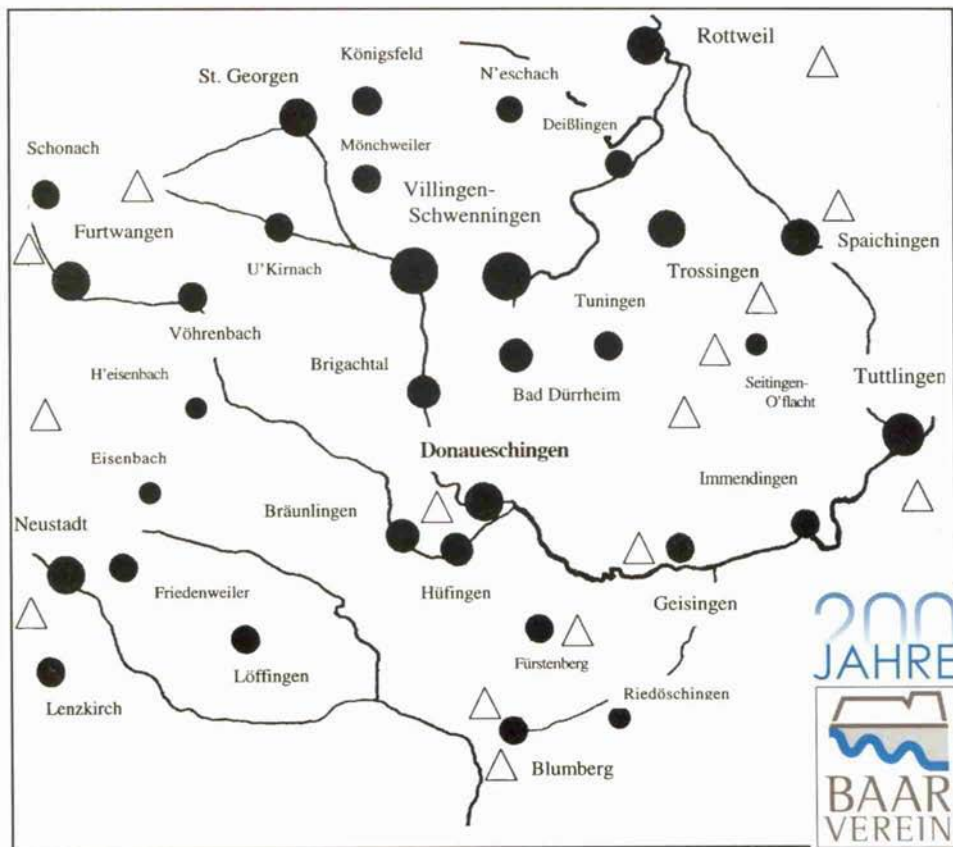 Rottweil
Königsfeld
N'eschach
St. Georgen
Deißlingen
Schonach
Mönchweiler
Villingen-
Schwenningen
Furtwangen
Spaichingen
U'Kirnach
Trossingen
Tuningen
Vöhrenbach
Brigachtal
H'eisenbach
Bad Dürrheim
Seitingen-
O'flacht
Tuttlingen
Donaueschingen
Eisenbach
Immendingen
Bräunlingen
Neustadt
Friedenweiler
Hüfingen
Geisingen
Löffingen
Fürstenberg
Lenzkirch
Riedöschingen
Blumberg
200
JAHRE
BAAR
VEREIN